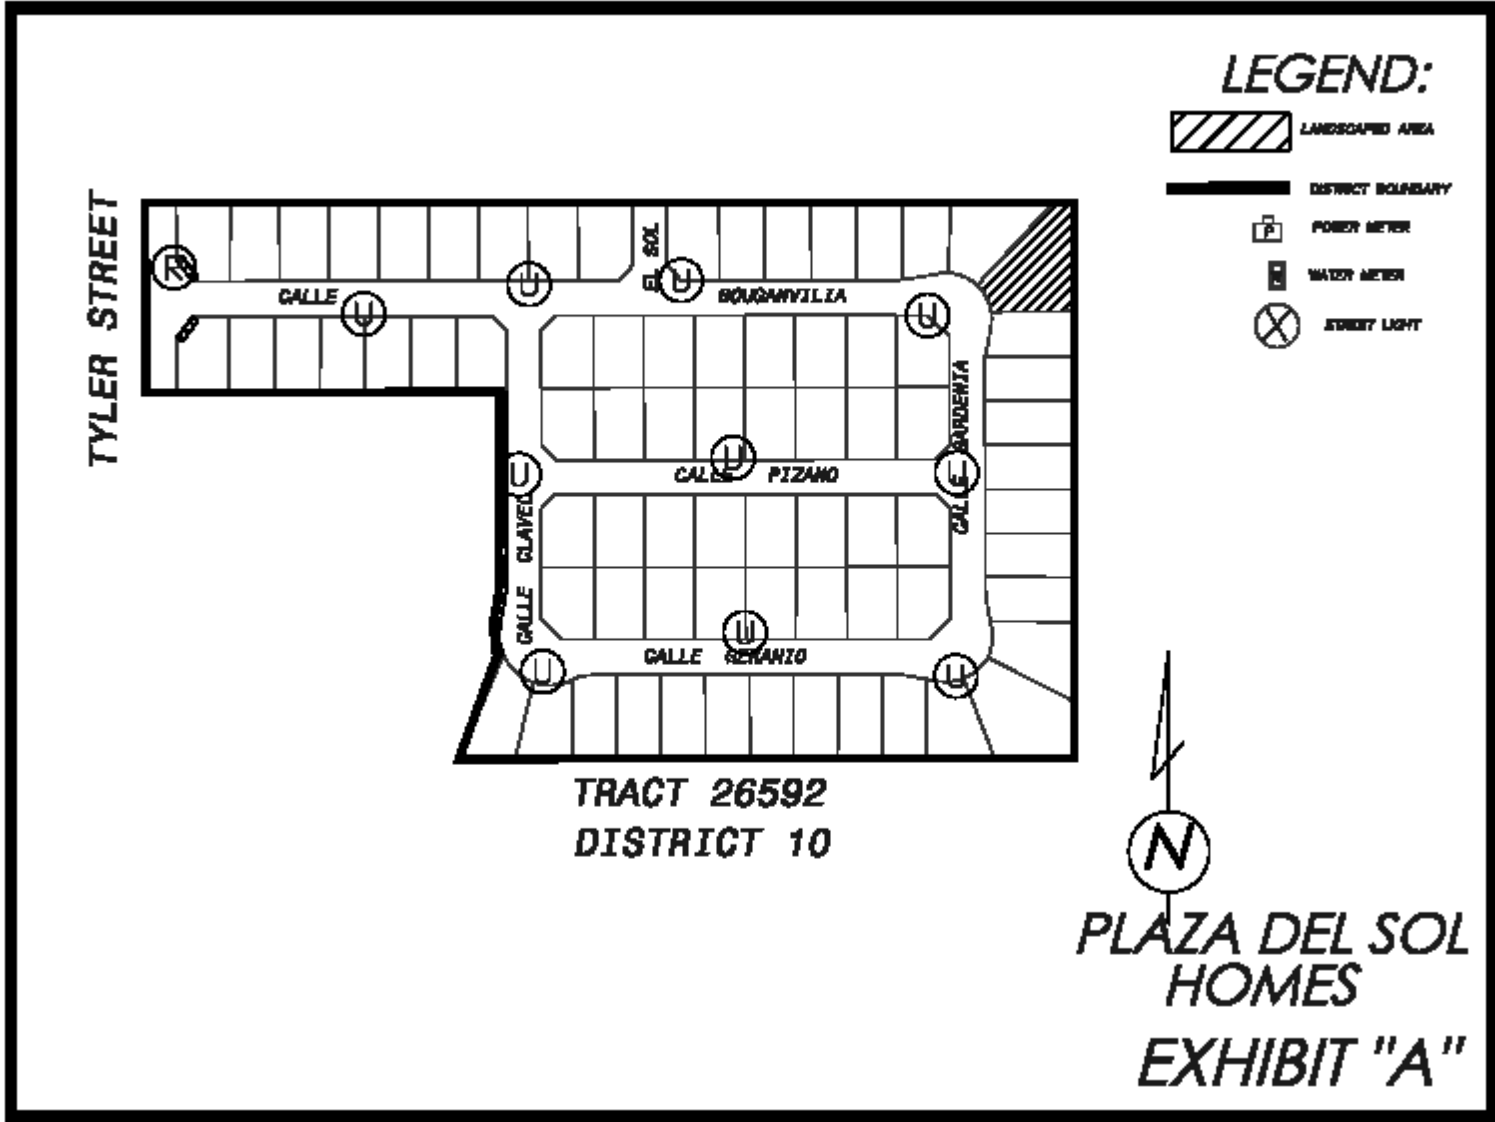 LEGEND:
LANDSCAPED AREA
DISTRICT BOUNDARY
POWER METER
P
WATER METER
STREET LIGHT
TYLER STREET
R
EL SOL
U
U
CALLE
BOUGANVILIA
U
U
CALLE GARDENIA
U
CALLE PIZANO
U
U
CALLE CLAVEL
U
CALLE GERANIO
U
U
TRACT 26592
DISTRICT 10
N
PLAZA DEL SOL
HOMES
EXHIBIT "A"